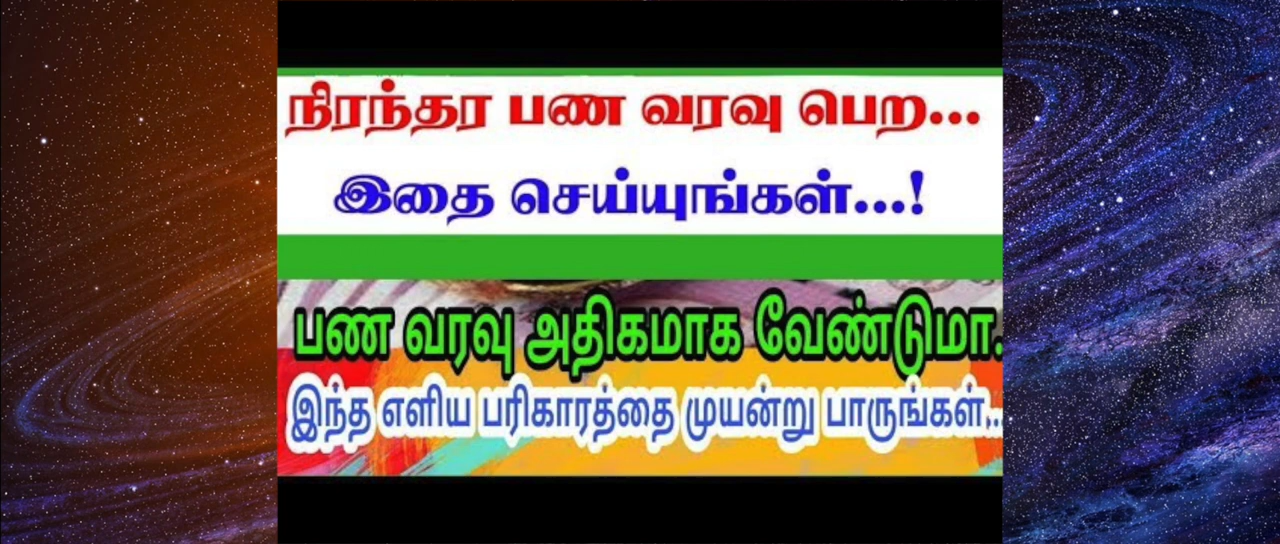 நிரந்தர பண வரவு பெற...
இதை செய்யுங்கள்...!
பண வரவு அதிகமாக வேண்டுமா.
இந்த எளிய பரிகாரத்தை முயன்று பாருங்கள்...